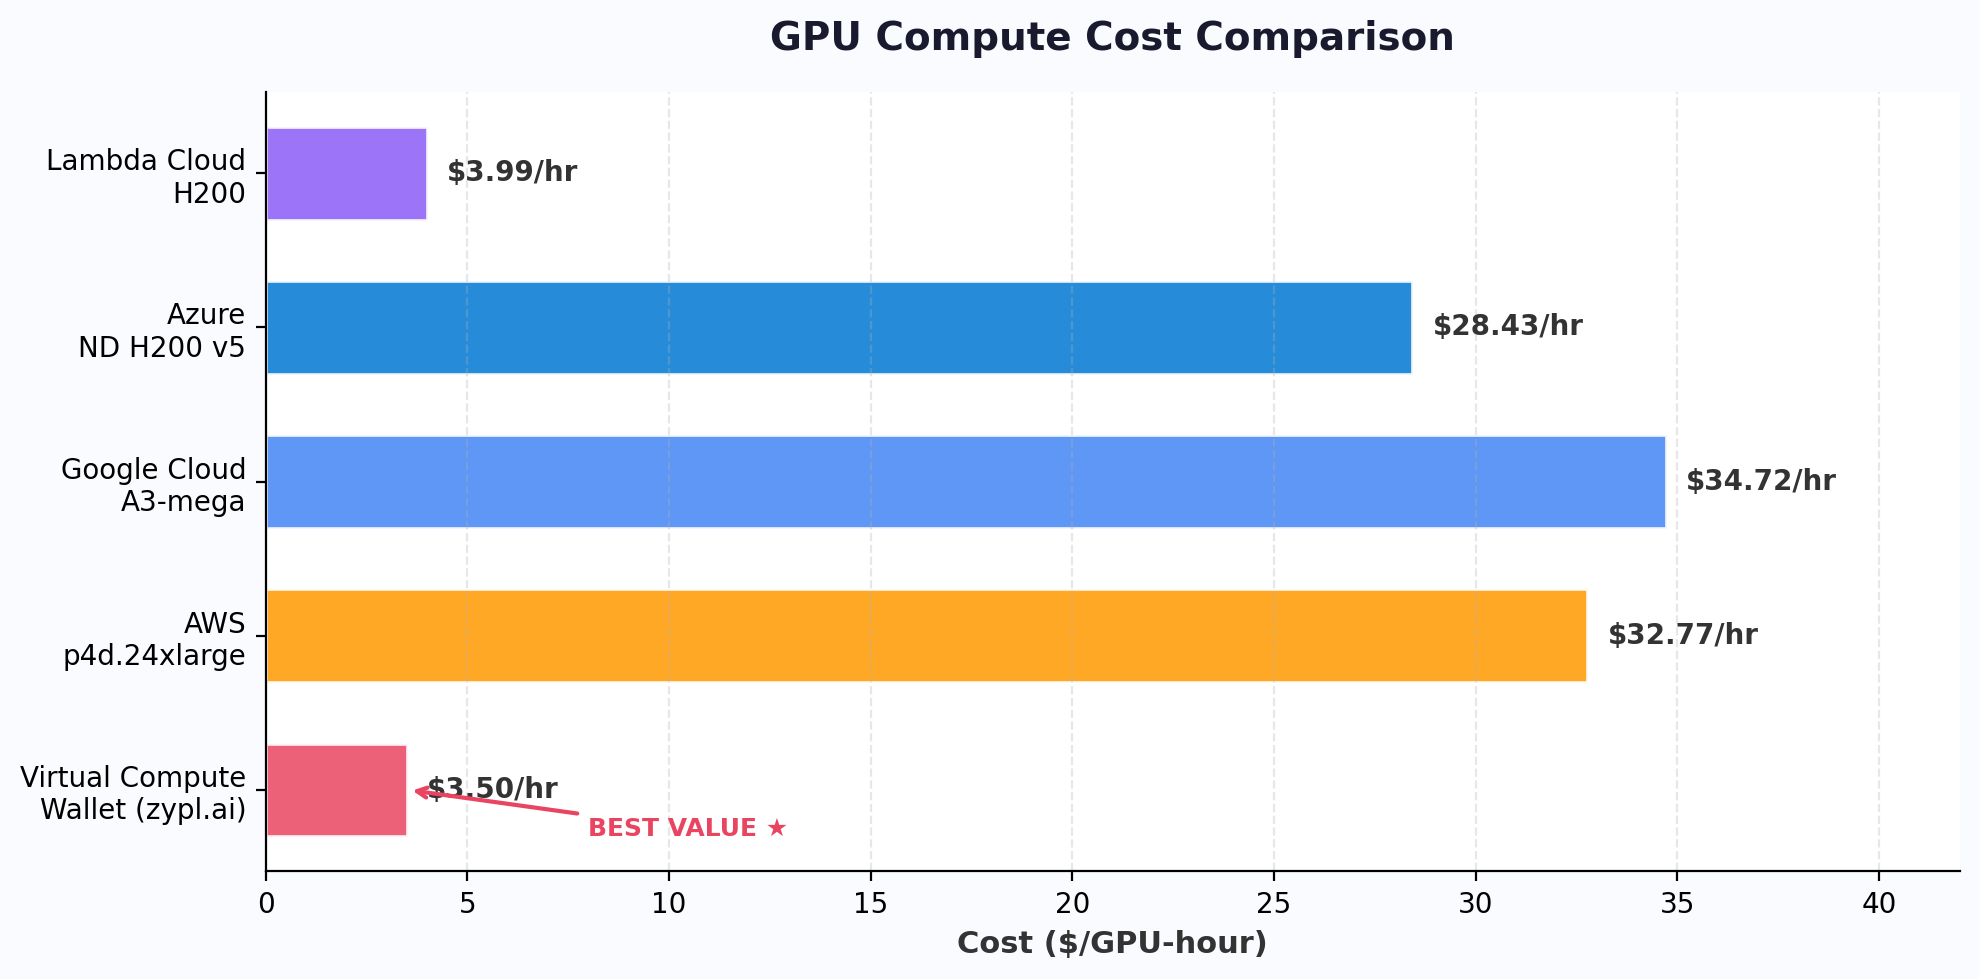 GPU Compute Cost Comparison
Lambda Cloud
H200
$3.99/hr
Azure
ND H200 v5
$28.43/hr
Google Cloud
A3-mega
$34.72/hr
AWS
p4d.24xlarge
$32.77/hr
Virtual Compute
Wallet (zypl.ai)
$3.50/hr
BEST VALUE ★
0 5 10 15 20 25 30 35 40
Cost ($/GPU-hour)